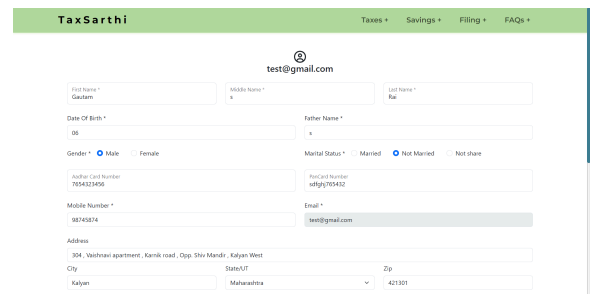 TaxSarthi Taxes + Savings + Filing + FAQs +
test@gmail.com
First Name * Middle Name * Last Name *
Gautam s Rai
Date Of Birth * Father Name *
06 s
Gender * Male Female Marital Status * Married Not Married Not share
Aadhar Card Number PanCard Number
7654323456 sdfghj765432
Mobile Number * Email *
98745874 test@gmail.com
Address
304 , Vaishnavi apartment , Karnik road , Opp. Shiv Mandir , Kalyan West
City State/UT Zip
Kalyan Maharashtra 421301